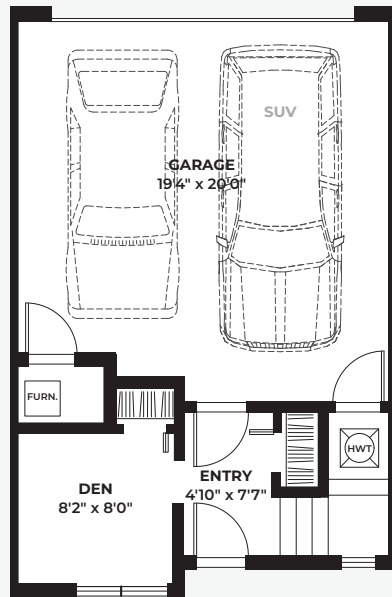 SUV
GARAGE
19'4" x 20'0"
FURN.
HWT
ENTRY
4'10" x 7'7"
DEN
8'2" x 8'0"